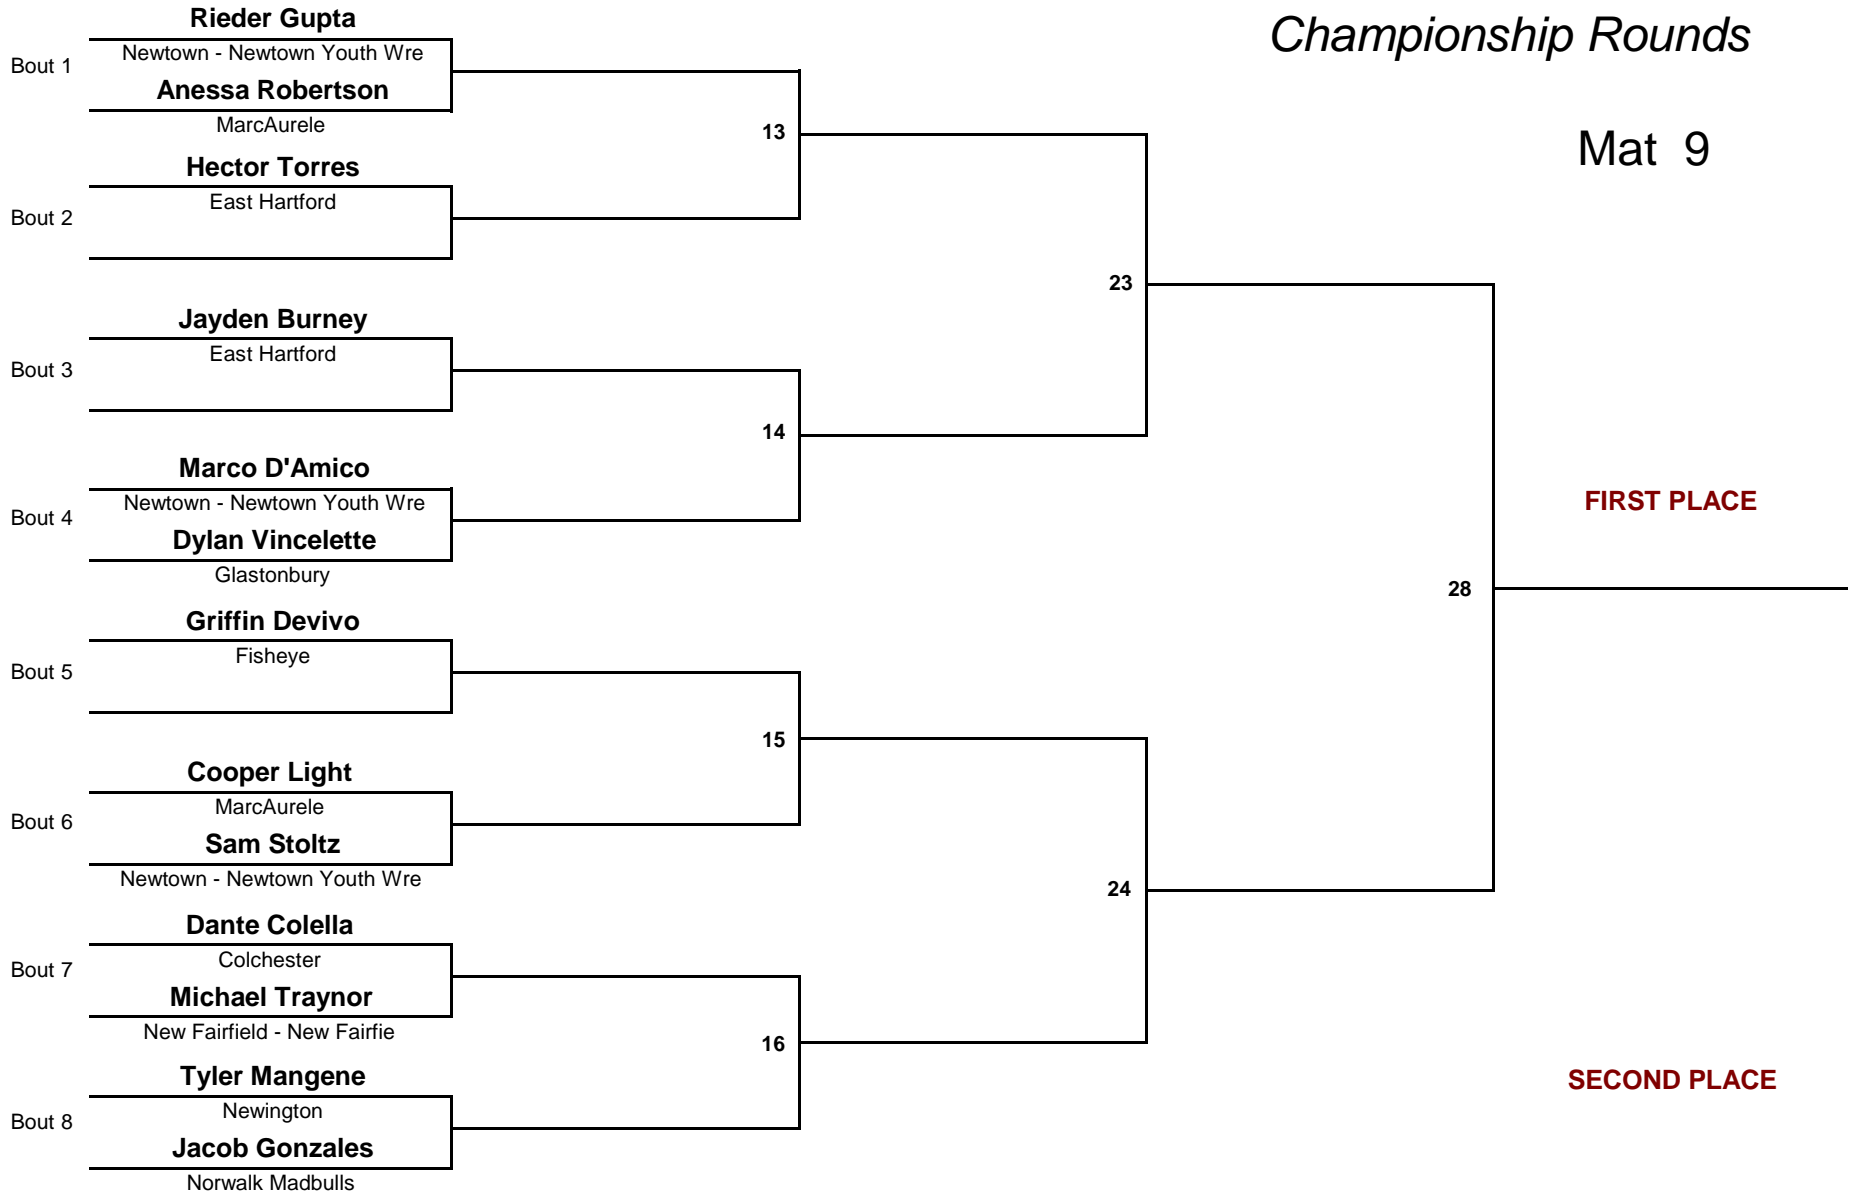 Championship Rounds
Mat 9
Rieder Gupta
Bout 1
Newtown - Newtown Youth Wre
Anessa Robertson
MarcAurele
13
Hector Torres
Bout 2
East Hartford
23
Jayden Burney
Bout 3
East Hartford
14
Marco D'Amico
Bout 4
Newtown - Newtown Youth Wre
Dylan Vincelette
Glastonbury
FIRST PLACE
28
Griffin Devivo
Bout 5
Fisheye
15
Cooper Light
Bout 6
MarcAurele
Sam Stoltz
Newtown - Newtown Youth Wre
24
Dante Colella
Bout 7
Colchester
Michael Traynor
New Fairfield - New Fairfie
16
Tyler Mangene
Bout 8
Newington
Jacob Gonzales
Norwalk Madbulls
SECOND PLACE